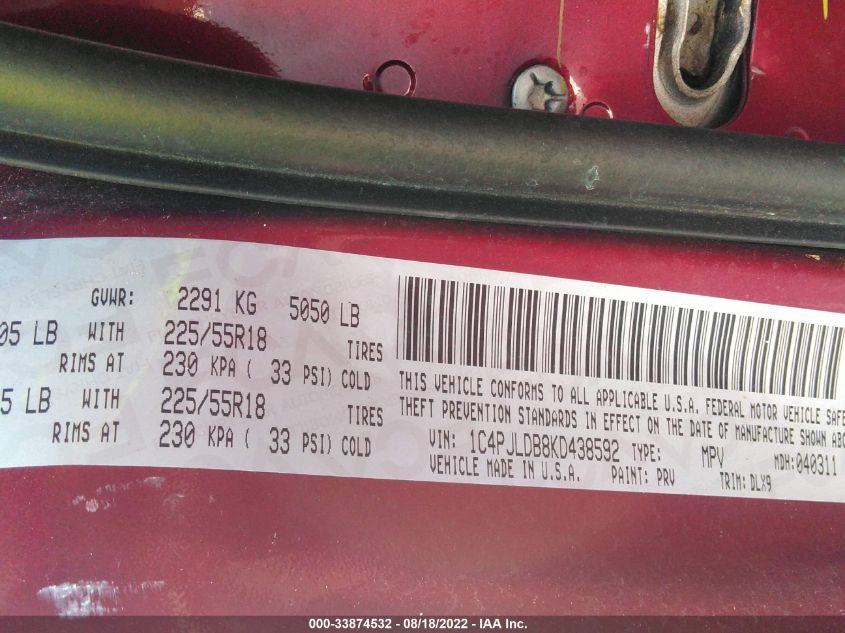 GVWR: 2291 KG 5050 LB
05 LB WITH 225/55R18 TIRES
RIMS AT 230 KPA ( 33 PSI) COLD
5 LB WITH 225/55R18 TIRES
RIMS AT 230 KPA ( 33 PSI) COLD
THIS VEHICLE CONFORMS TO ALL APPLICABLE U.S.A. FEDERAL MOTOR VEHICLE SAFE
THEFT PREVENTION STANDARDS IN EFFECT ON THE DATE OF MANUFACTURE SHOWN ABO
VIN: 1C4PJLDB8KD438592 TYPE: MPV MDH:040311
VEHICLE MADE IN U.S.A. PAINT: PRV TRIM: DLX9
000-33874532 - 08/18/2022 - IAA Inc.